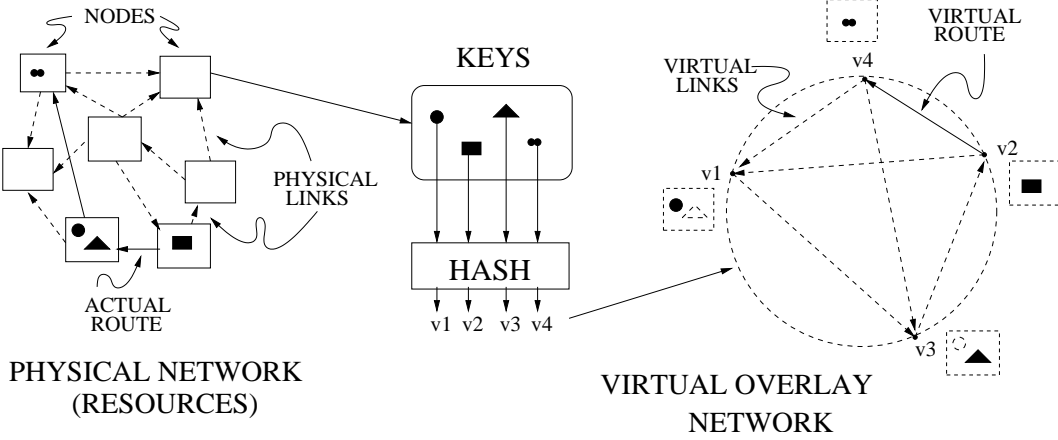 NODES
PHYSICAL
LINKS
ACTUAL
ROUTE
PHYSICAL NETWORK
(RESOURCES)
KEYS
HASH
v1 v2 v3 v4
VIRTUAL
ROUTE
VIRTUAL
LINKS
v4
v2
v1
v3
VIRTUAL OVERLAY
NETWORK